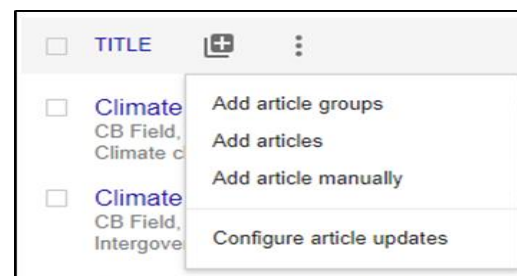 TITLE
Climate
CB Field,
Climate c
Climate
CB Field,
Intergove
Add article groups
Add articles
Add article manually
Configure article updates